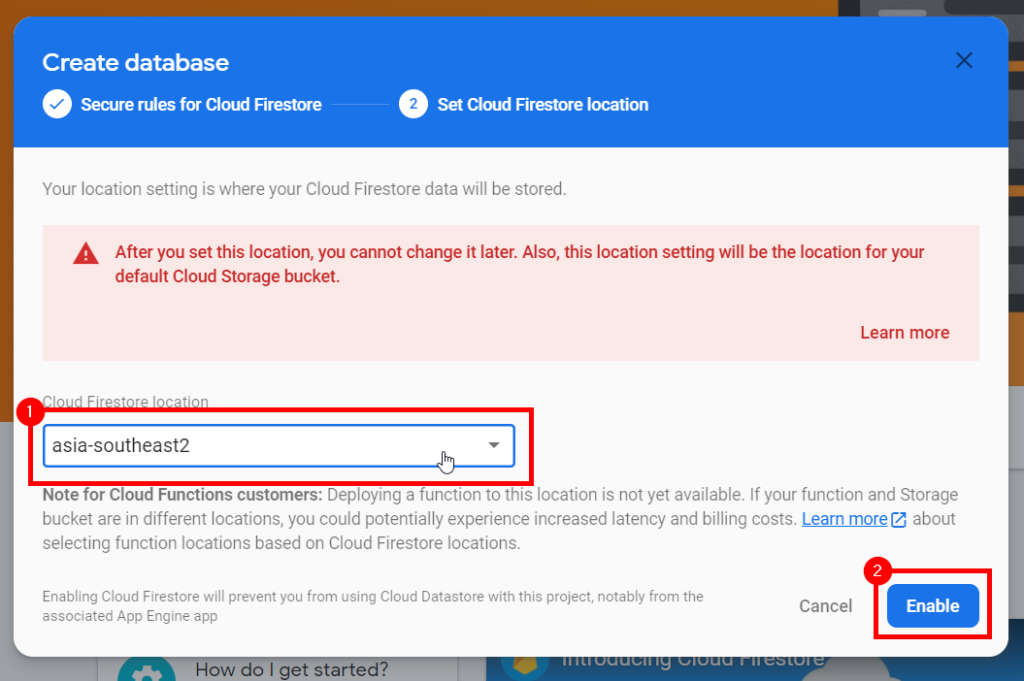 Create database
Secure rules for Cloud Firestore
2 Set Cloud Firestore location
Your location setting is where your Cloud Firestore data will be stored.
After you set this location, you cannot change it later. Also, this location setting will be the location for your
default Cloud Storage bucket.
Learn more
Cloud Firestore location
1
asia-southeast2
Note for Cloud Functions customers: Deploying a function to this location is not yet available. If your function and Storage
bucket are in different locations, you could potentially experience increased latency and billing costs. Learn more about
selecting function locations based on Cloud Firestore locations.
2
Enabling Cloud Firestore will prevent you from using Cloud Datastore with this project, notably from the
associated App Engine app
Cancel
Enable
How do I get started?
Introducing Cloud Firestore